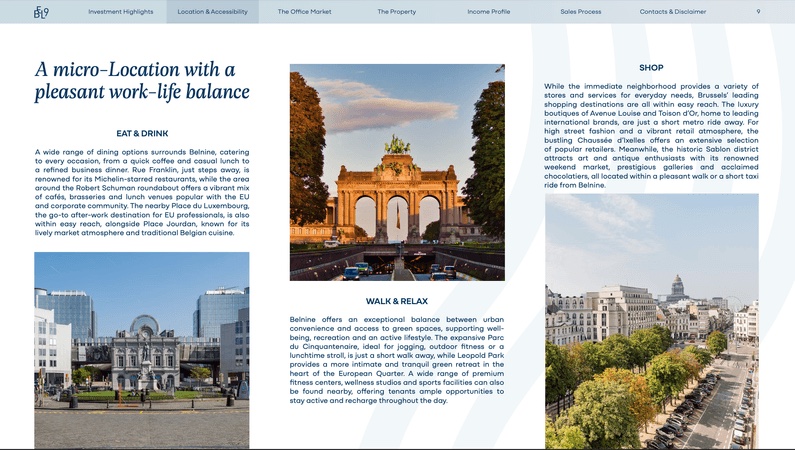 BEL9
Investment Highlights
Location & Accessibility
The Office Market
The Property
Income Profile
Sales Process
Contacts & Disclaimer
9
A micro-Location with a
pleasant work-life balance
EAT & DRINK
A wide range of dining options surrounds Belnine, catering
to every occasion, from a quick coffee and casual lunch to
a refined business dinner. Rue Franklin, just steps away, is
renowned for its Michelin-starred restaurants, while the area
around the Robert Schuman roundabout offers a vibrant mix
of cafés, brasseries and lunch venues popular with the EU
and corporate community. The nearby Place du Luxembourg,
the go-to after-work destination for EU professionals, is also
within easy reach, alongside Place Jourdan, known for its
lively market atmosphere and traditional Belgian cuisine.
WALK & RELAX
Belnine offers an exceptional balance between urban
convenience and access to green spaces, supporting well-
being, recreation and an active lifestyle. The expansive Parc
du Cinquantenaire, ideal for jogging, outdoor fitness or a
lunchtime stroll, is just a short walk away, while Leopold Park
provides a more intimate and tranquil green retreat in the
heart of the European Quarter. A wide range of premium
fitness centers, wellness studios and sports facilities can also
be found nearby, offering tenants ample opportunities to
stay active and recharge throughout the day.
SHOP
While the immediate neighborhood provides a variety of
stores and services for everyday needs, Brussels' leading
shopping destinations are all within easy reach. The luxury
boutiques of Avenue Louise and Toison d'Or, home to leading
international brands, are just a short metro ride away. For
high street fashion and a vibrant retail atmosphere, the
bustling Chaussée d'Ixelles offers an extensive selection
of popular retailers. Meanwhile, the historic Sablon district
attracts art and antique enthusiasts with its renowned
weekend market, prestigious galleries and acclaimed
chocolatiers, all located within a pleasant walk or a short taxi
ride from Belnine.